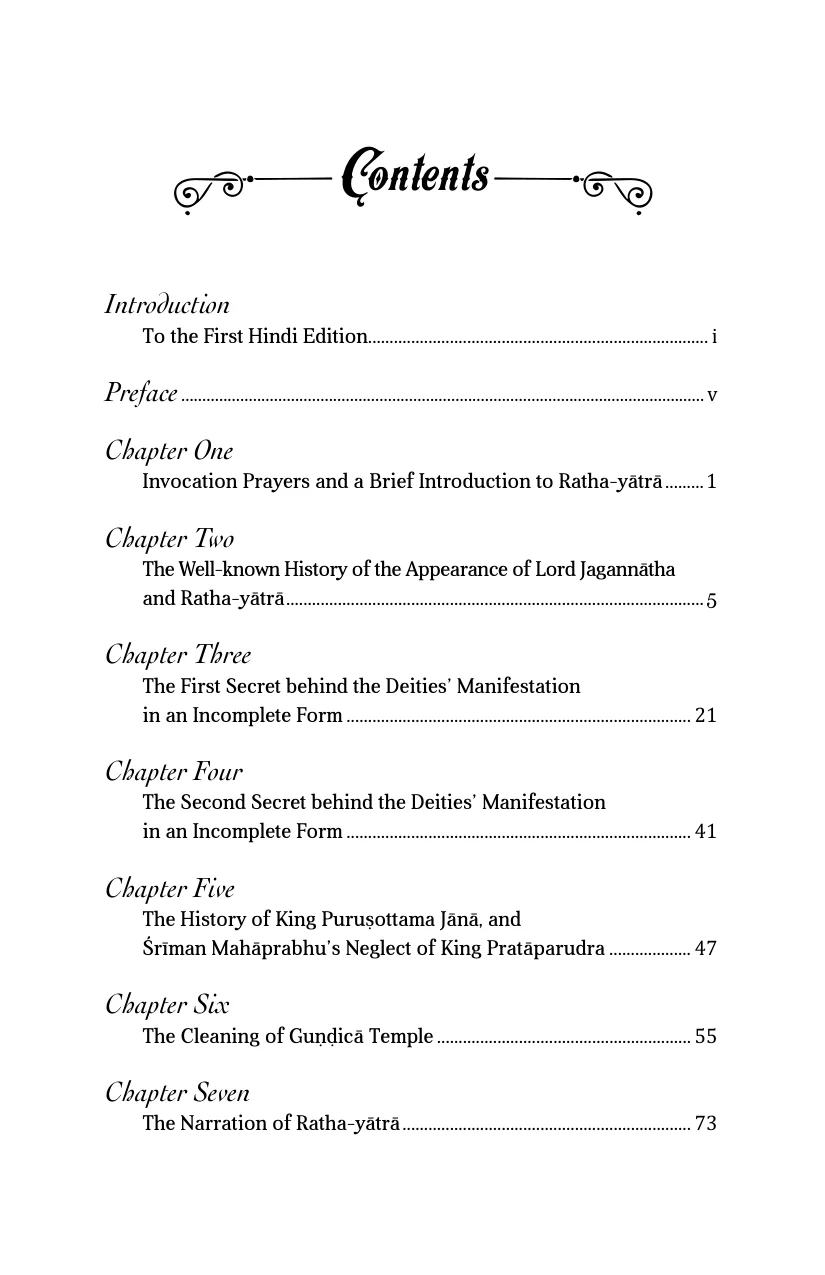 Contents
Introduction
To the First Hindi Edition........................................................................... i
Preface ......................................................................................................................... v
Chapter One
Invocation Prayers and a Brief Introduction to Ratha-yātrā......... 1
Chapter Two
The Well-known History of the Appearance of Lord Jagannātha
and Ratha-yātrā................................................................................................ 5
Chapter Three
The First Secret behind the Deities’ Manifestation
in an Incomplete Form ............................................................................... 21
Chapter Four
The Second Secret behind the Deities’ Manifestation
in an Incomplete Form ............................................................................... 41
Chapter Five
The History of King Puruṣottama Jānā, and
Śrīman Mahāprabhu’s Neglect of King Pratāparudra ................... 47
Chapter Six
The Cleaning of Guṇḍicā Temple ........................................................... 55
Chapter Seven
The Narration of Ratha-yātrā................................................................... 73